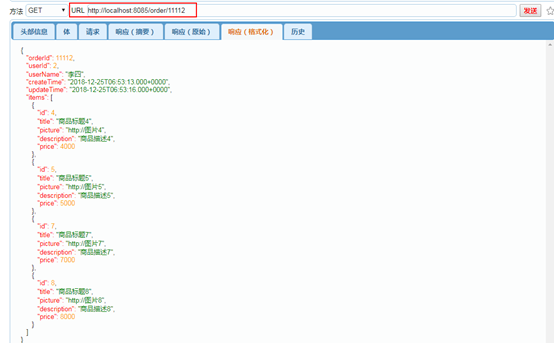 方法 GET URL http://localhost:8085/order/11112 发送
头部信息 体 请求 响应（摘要） 响应（原始） 响应（格式化） 历史
{
"orderId": 11112,
"userId": 2,
"userName": "李四",
"createTime": "2018-12-25T06:53:13.000+0000",
"updateTime": "2018-12-25T06:53:16.000+0000",
"items": [
{
"id": 4,
"title": "商品标题4",
"picture": "http://图片4",
"description": "商品描述4",
"price": 4000
},
{
"id": 5,
"title": "商品标题5",
"picture": "http://图片5",
"description": "商品描述5",
"price": 5000
},
{
"id": 7,
"title": "商品标题7",
"picture": "http://图片7",
"description": "商品描述7",
"price": 7000
},
{
"id": 8,
"title": "商品标题8",
"picture": "http://图片8",
"description": "商品描述8",
"price": 8000
}
]
}